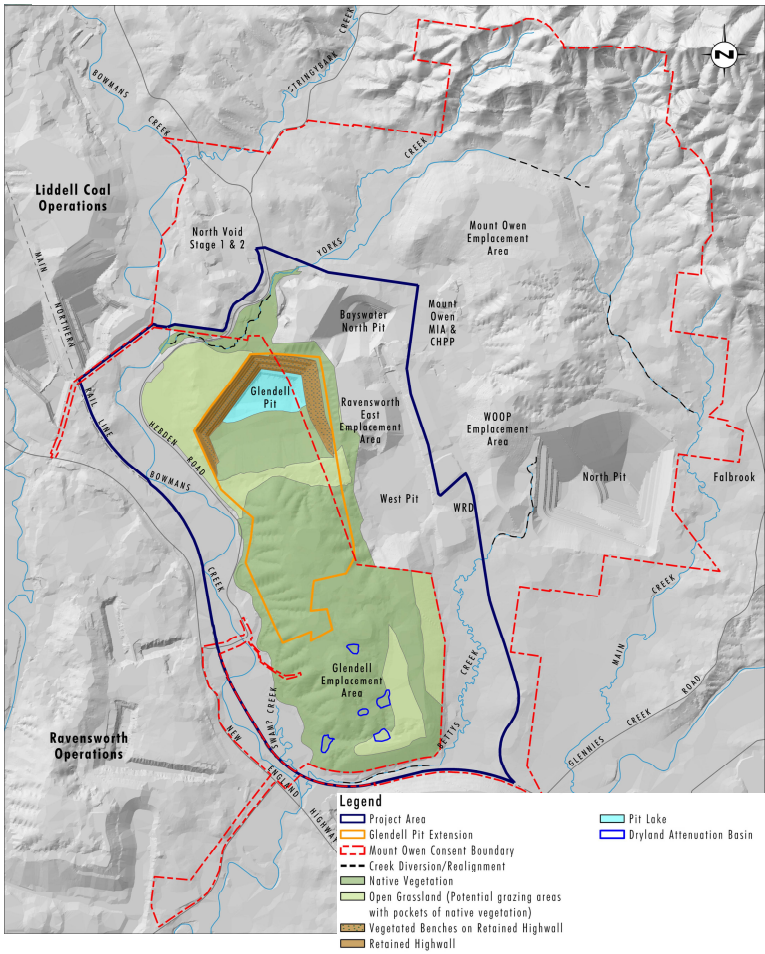 STRINGYBARK
CREEK
BOWMANS
CREEK
N
CREEK
YORKS
Liddell Coal
Operations
North Void
Stage 1 & 2
Mount Owen
Emplacement
Area
MAIN
NORTHERN
RAIL
LINE
Bayswater
North Pit
Mount
Owen
MIA &
CHPP
Glendell
Pit
Ravensworth
East
Emplacement
Area
WOOP
Emplacement
Area
HEBDEN
ROAD
BOWMANS
CREEK
West Pit
WRD
North Pit
Falbrook
CREEK
MAIN
Glendell
Emplacement
Area
SWAMP CREEK
CREEK
BETTYS
GLENNIES
CREEK
ROAD
Ravensworth
Operations
NEW
ENGLAND
HIGHWAY
Legend
Project Area
Glendell Pit Extension
Mount Owen Consent Boundary
Creek Diversion/Realignment
Native Vegetation
Open Grassland (Potential grazing areas
with pockets of native vegetation)
Vegetated Benches on Retained Highwall
Retained Highwall
Pit Lake
Dryland Attenuation Basin